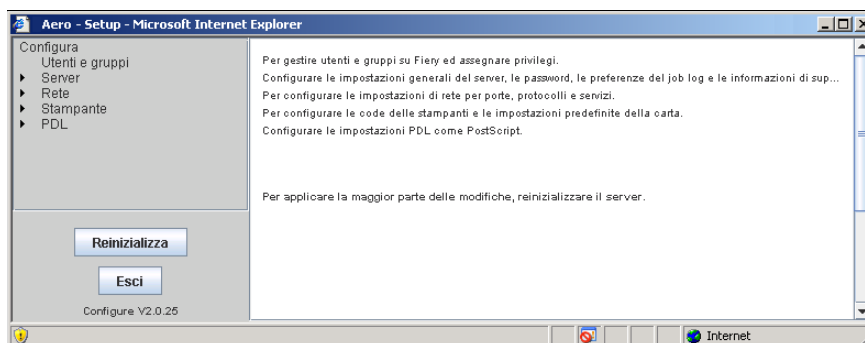 Aero - Setup - Microsoft Internet Explorer
Configura
Utenti e gruppi
Server
Rete
Stampante
PDL
Per gestire utenti e gruppi su Fiery ed assegnare privilegi.
Configurare le impostazioni generali del server, le password, le preferenze del job log e le informazioni di sup...
Per configurare le impostazioni di rete per porte, protocolli e servizi.
Per configurare le code delle stampanti e le impostazioni predefinite della carta.
Configurare le impostazioni PDL come PostScript.
Per applicare la maggior parte delle modifiche, reinizializzare il server.
Reinizializza
Esci
Configure V2.0.25
Internet